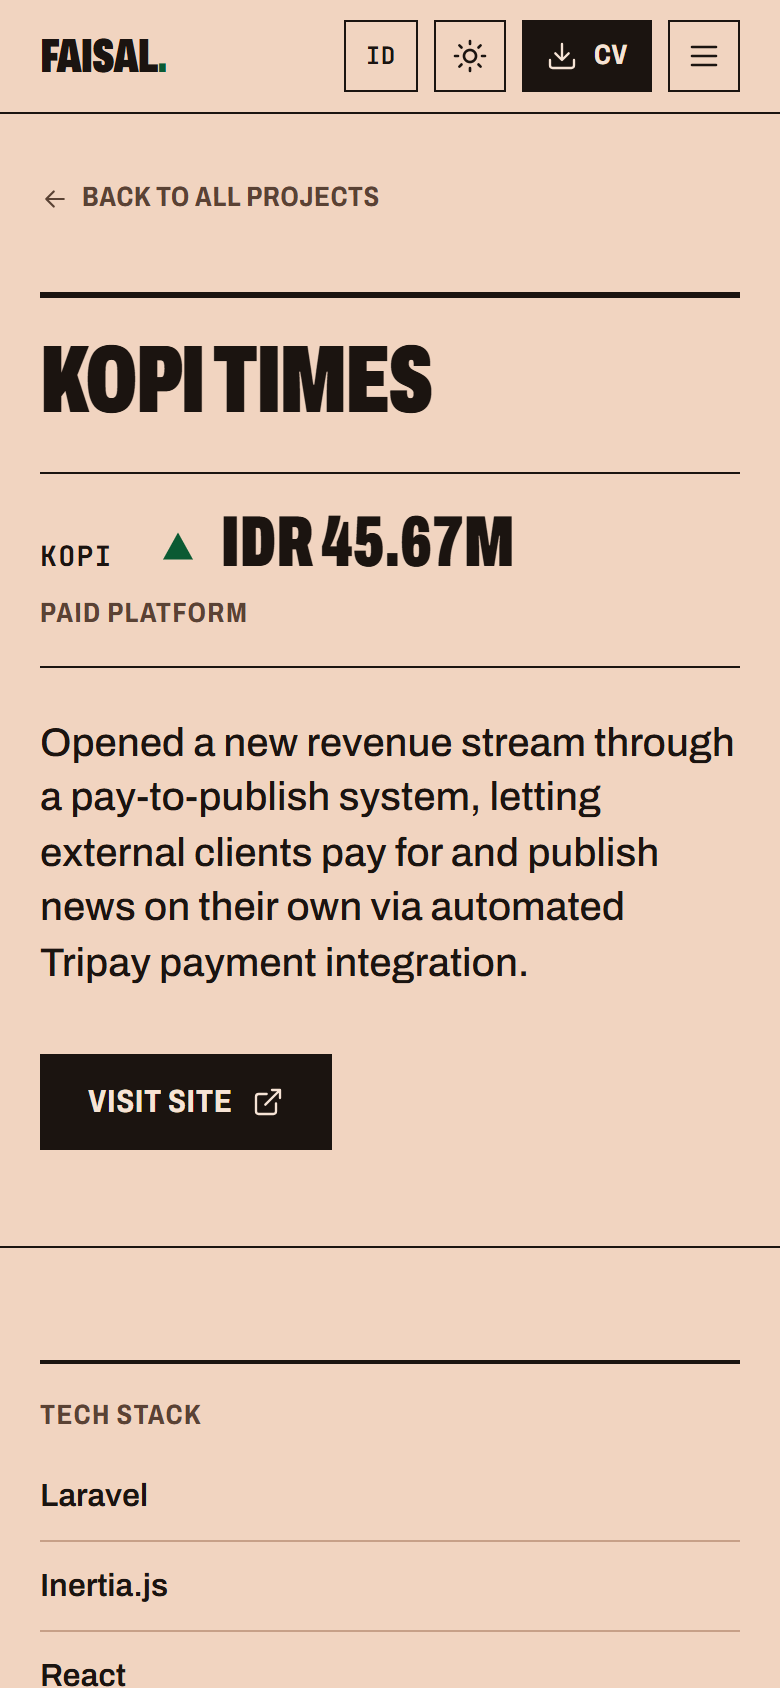 FAISAL.
ID
CV
BACK TO ALL PROJECTS
KOPI TIMES
KOPI ▲ IDR 45.67M
PAID PLATFORM
Opened a new revenue stream through
a pay-to-publish system, letting
external clients pay for and publish
news on their own via automated
Tripay payment integration.
VISIT SITE
TECH STACK
Laravel
Inertia.js
React